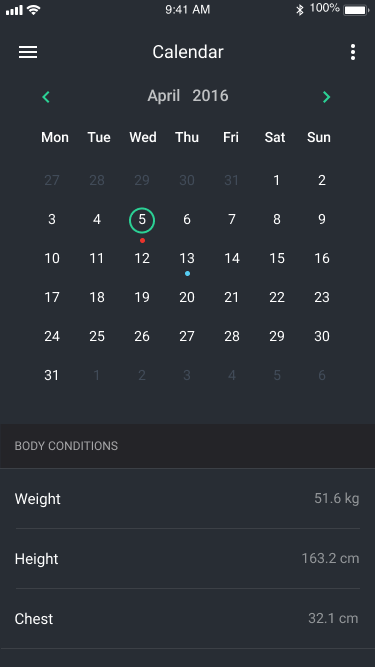 9:41 AM 100%
Calendar
April 2016
Mon Tue Wed Thu Fri Sat Sun
27 28 29 30 31 1 2
3 4 5 6 7 8 9
10 11 12 13 14 15 16
17 18 19 20 21 22 23
24 25 26 27 28 29 30
31 1 2 3 4 5 6
BODY CONDITIONS
Weight 51.6 kg
Height 163.2 cm
Chest 32.1 cm